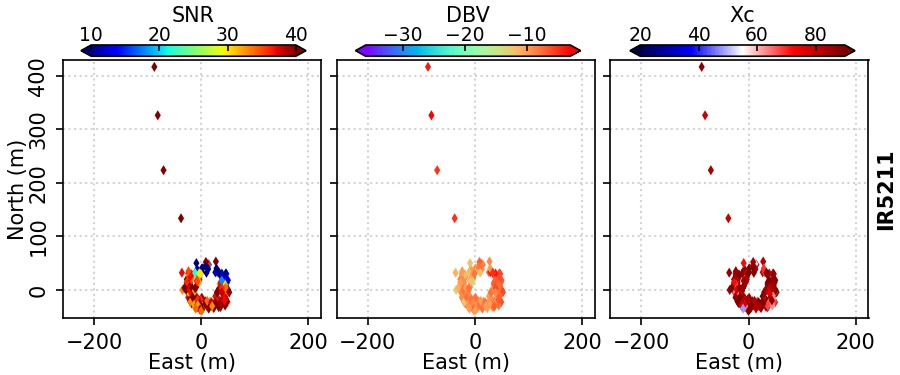 SNR DBV Xc
10 20 30 40 −30 −20 −10 20 40 60 80
400
300
200
100
0
North (m)
IR5211
−200 0 200 −200 0 200 −200 0 200
East (m) East (m) East (m)